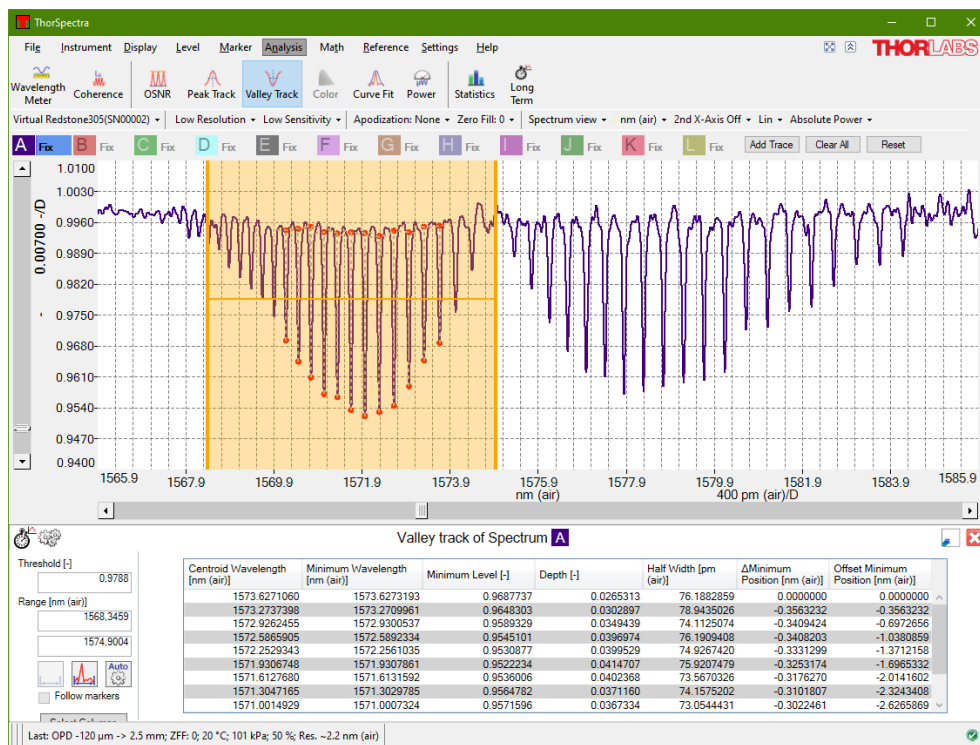 ThorSpectra
File Instrument Display Level Marker Analysis Math Reference Settings Help
THORLABS
Wavelength Meter Coherence OSNR Peak Track Valley Track Color Curve Fit Power Statistics Long Term
Virtual Redstone305(SN00002) Low Resolution Low Sensitivity Apodization: None Zero Fill: 0 Spectrum view nm (air) 2nd X-Axis Off Lin Absolute Power
A Fix B Fix C Fix D Fix E Fix F Fix G Fix H Fix I Fix J Fix K Fix L Fix Add Trace Clear All Reset
1.0100
1.0030
0.9960
0.9890
0.9820
0.9750
0.9680
0.9610
0.9540
0.9470
0.9400
0.00700 -/D
-
1565.9 1567.9 1569.9 1571.9 1573.9 1575.9 1577.9 1579.9 1581.9 1583.9 1585.9
nm (air) 400 pm (air)/D
Valley track of Spectrum A
Threshold [-]
0,9788
Range [nm (air)]
1568,3459
1574,9004
Auto
Follow markers
Centroid Wavelength [nm (air)] Minimum Wavelength [nm (air)] Minimum Level [-] Depth [-] Half Width [pm (air)] ΔMinimum Position [nm (air)] Offset Minimum Position [nm (air)]
1573.6271060 1573.6273193 0.9687737 0.0265313 76.1882859 0.0000000 0.0000000
1573.2737398 1573.2709961 0.9648303 0.0302897 78.9435026 -0.3563232 -0.3563232
1572.9262455 1572.9300537 0.9589329 0.0349439 74.1125074 -0.3409424 -0.6972656
1572.5865905 1572.5892334 0.9545101 0.0396974 76.1909408 -0.3408203 -1.0380859
1572.2529343 1572.2561035 0.9530877 0.0399529 74.9267420 -0.3331299 -1.3712158
1571.9306748 1571.9307861 0.9522234 0.0414707 75.9207479 -0.3253174 -1.6965332
1571.6127680 1571.6131592 0.9536006 0.0402368 73.5670326 -0.3176270 -2.0141602
1571.3047165 1571.3029785 0.9564782 0.0371160 74.1575202 -0.3101807 -2.3243408
1571.0014929 1571.0007324 0.9571596 0.0367334 73.0544431 -0.3022461 -2.6265869
Last: OPD -120 µm -> 2.5 mm; ZFF: 0; 20 °C; 101 kPa; 50 %; Res. ~2.2 nm (air)